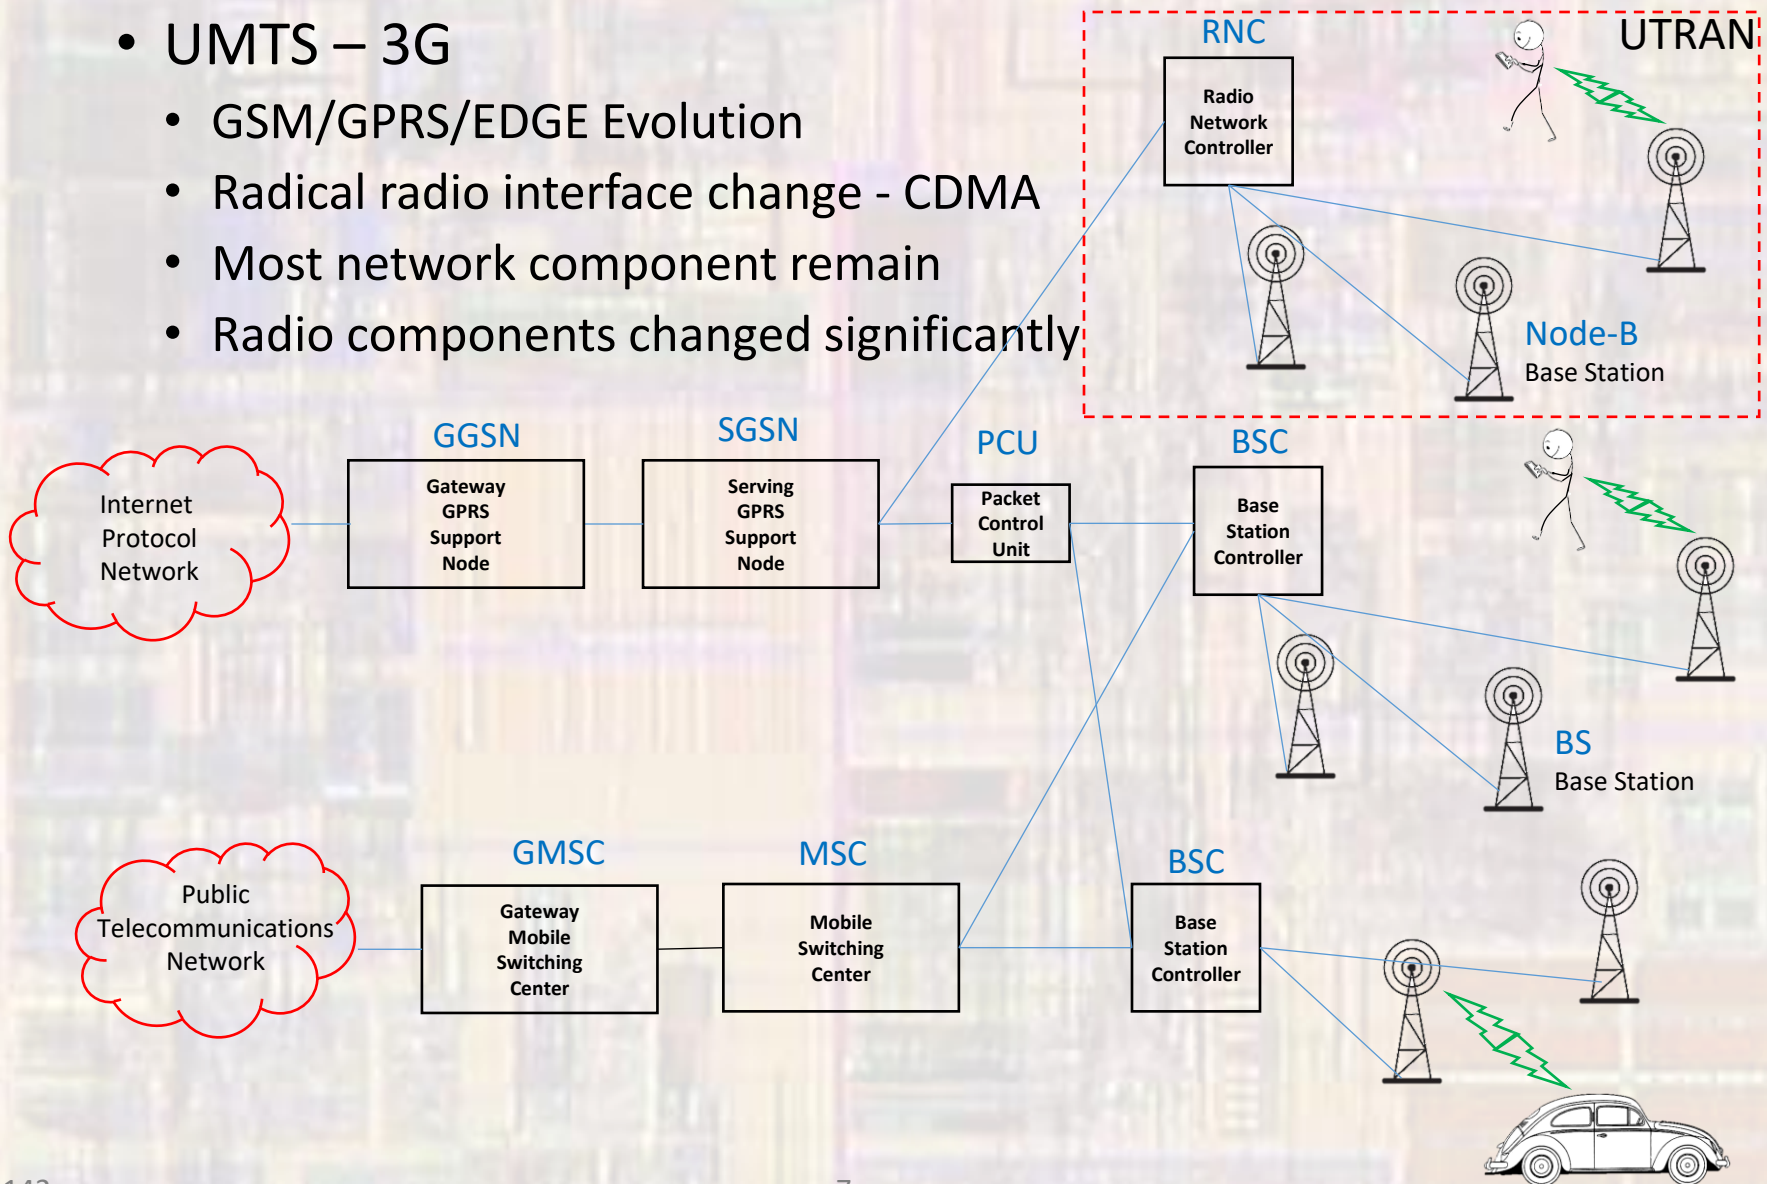 • UMTS – 3G
• GSM/GPRS/EDGE Evolution
• Radical radio interface change - CDMA
• Most network component remain
• Radio components changed significantly
UTRAN
RNC
Radio
Network
Controller
Node-B
Base Station
GGSN
Gateway
GPRS
Support
Node
SGSN
Serving
GPRS
Support
Node
PCU
Packet
Control
Unit
BSC
Base
Station
Controller
Internet
Protocol
Network
BS
Base Station
GMSC
Gateway
Mobile
Switching
Center
MSC
Mobile
Switching
Center
BSC
Base
Station
Controller
Public
Telecommunications
Network